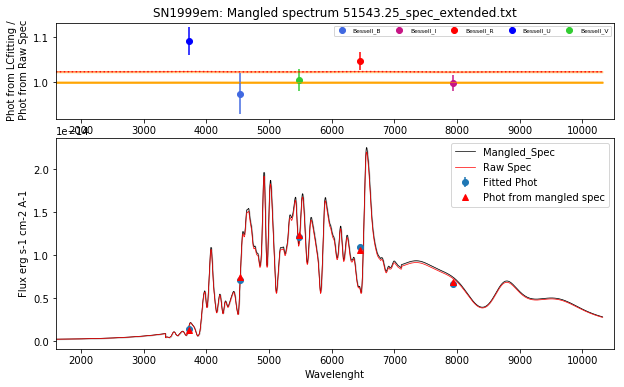 SN1999em: Mangled spectrum 51543.25_spec_extended.txt
Phot from LCfitting /
Phot from Raw Spec
1.1
1.0
Bessell_B
Bessell_I
Bessell_R
Bessell_U
Bessell_V
2000 3000 4000 5000 6000 7000 8000 9000 10000
1e−14
Flux erg s-1 cm-2 A-1
2.0
1.5
1.0
0.5
0.0
Mangled_Spec
Raw Spec
Fitted Phot
Phot from mangled spec
2000 3000 4000 5000 6000 7000 8000 9000 10000
Wavelenght